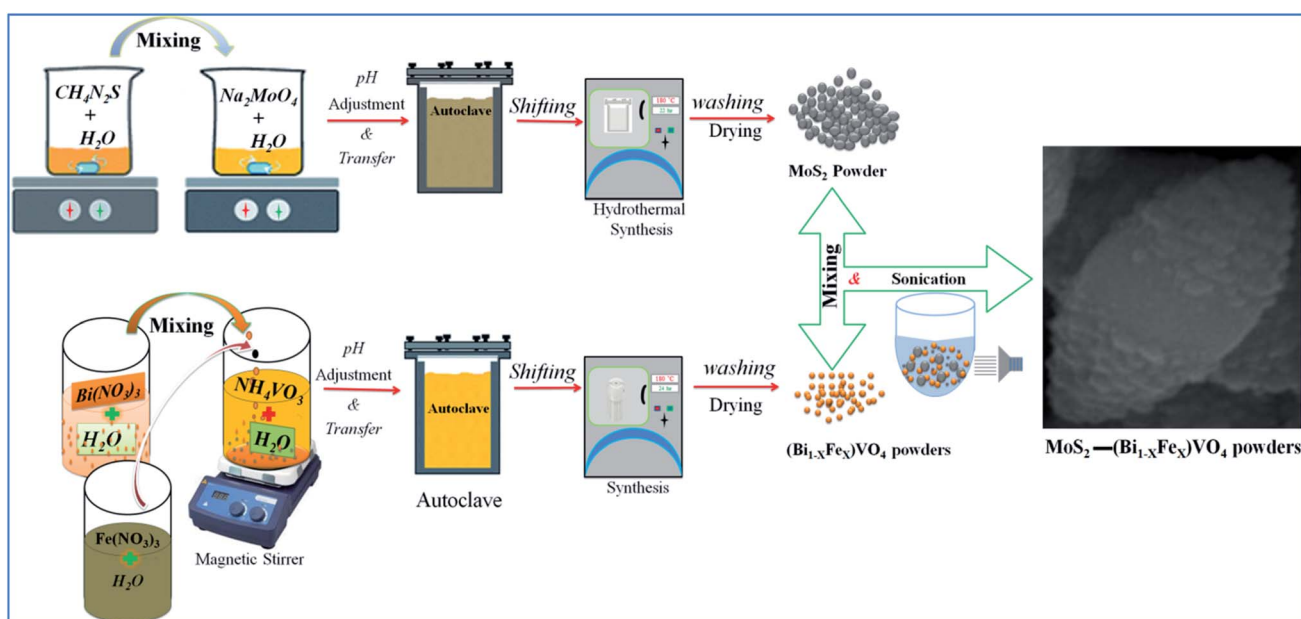 Mixing
CH₄N₂S
+
H₂O
Na₂MoO₄
+
H₂O
pH
Adjustment
&
Transfer
Autoclave
Shifting
180 °C
Hydrothermal
Synthesis
washing
Drying
MoS₂ Powder
Mixing
Bi(NO₃)₃
+
H₂O
NH₄VO₃
+
H₂O
Fe(NO₃)₃
+
H₂O
Magnetic Stirrer
pH
Adjustment
&
Transfer
Autoclave
Autoclave
Shifting
180 °C
24 hr
Synthesis
washing
Drying
(Bi₁₋ₓFeₓ)VO₄ powders
Mixing
&
Sonication
MoS₂—(Bi₁₋ₓFeₓ)VO₄ powders